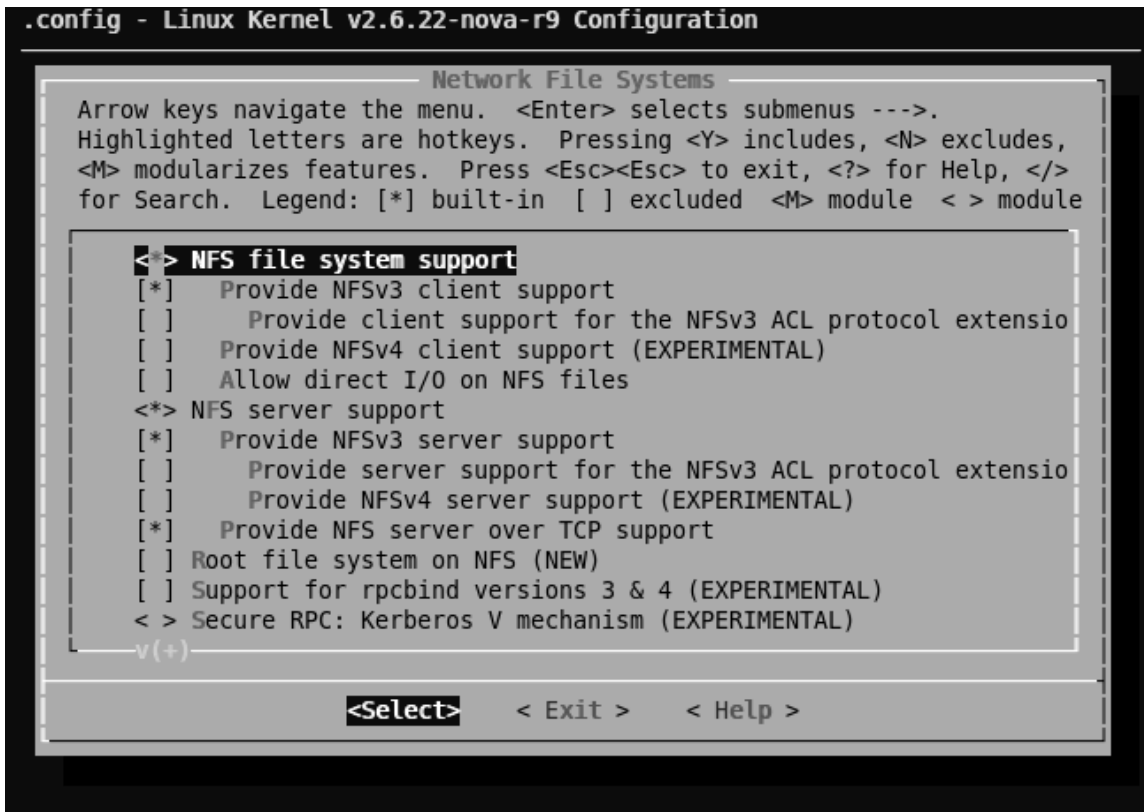 .config - Linux Kernel v2.6.22-nova-r9 Configuration
Network File Systems
Arrow keys navigate the menu.  <Enter> selects submenus --->.
Highlighted letters are hotkeys.  Pressing <Y> includes, <N> excludes,
<M> modularizes features.  Press <Esc><Esc> to exit, <?> for Help, </>
for Search.  Legend: [*] built-in  [ ] excluded  <M> module  < > module
<*> NFS file system support
[*]   Provide NFSv3 client support
[ ]     Provide client support for the NFSv3 ACL protocol extensio
[ ]   Provide NFSv4 client support (EXPERIMENTAL)
[ ]   Allow direct I/O on NFS files
<*> NFS server support
[*]   Provide NFSv3 server support
[ ]     Provide server support for the NFSv3 ACL protocol extensio
[ ]     Provide NFSv4 server support (EXPERIMENTAL)
[*]   Provide NFS server over TCP support
[ ] Root file system on NFS (NEW)
[ ] Support for rpcbind versions 3 & 4 (EXPERIMENTAL)
< > Secure RPC: Kerberos V mechanism (EXPERIMENTAL)
v(+)
<Select>    < Exit >    < Help >